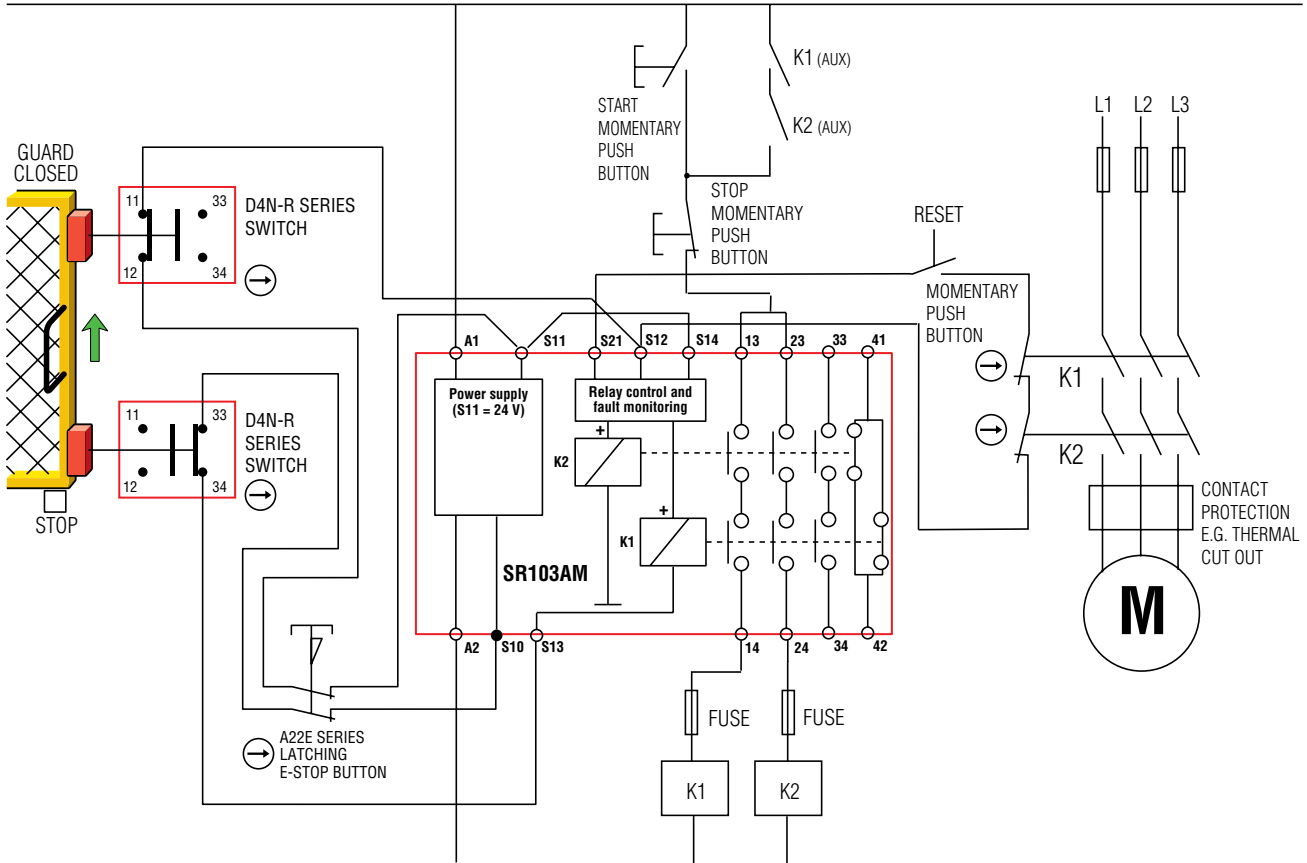 K1 (AUX)
K2 (AUX)
START
MOMENTARY
PUSH
BUTTON
L1 L2 L3
GUARD
CLOSED
11 33
12 34
D4N-R SERIES
SWITCH
STOP
MOMENTARY
PUSH
BUTTON
RESET
MOMENTARY
PUSH
BUTTON
A1 S11 S21 S12 S14 13 23 33 41
Power supply
(S11 = 24 V)
Relay control and
fault monitoring
K1
K2
11 33
12 34
D4N-R
SERIES
SWITCH
STOP
+
K2
+
K1
SR103AM
CONTACT
PROTECTION
E.G. THERMAL
CUT OUT
M
A2 S10 S13 14 24 34 42
A22E SERIES
LATCHING
E-STOP BUTTON
FUSE FUSE
K1 K2